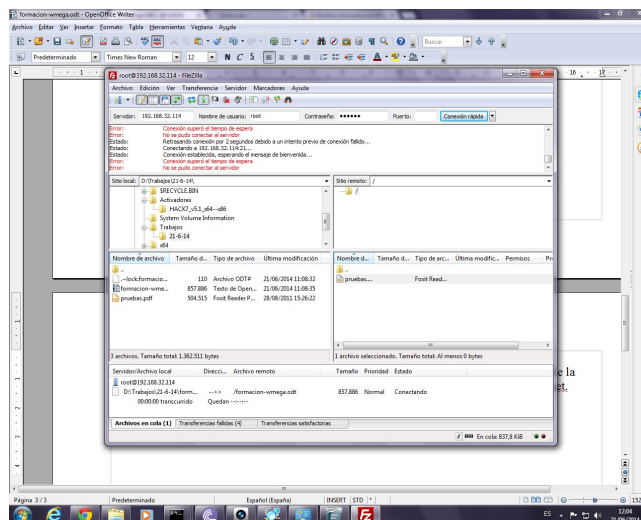 formacion-wmega.odt - OpenOffice Writer
Archivo Editar Ver Insertar Formato Tabla Herramientas Ventana Ayuda
Buscar
Predeterminado Times New Roman 12 N C S
root@192.168.32.114 - FileZilla
Archivo Edición Ver Transferencia Servidor Marcadores Ayuda
Servidor: 192.168.32.114 Nombre de usuario: root Contraseña: ●●●●●● Puerto: Conexión rápida
Error: Conexión superó el tiempo de espera
Error: No se pudo conectar al servidor
Estado: Retrasando conexión por 2 segundos debido a un intento previo de conexión fallido...
Estado: Conectando a 192.168.32.114:21...
Estado: Conexión establecida, esperando el mensaje de bienvenida...
Error: Conexión superó el tiempo de espera
Error: No se pudo conectar al servidor
Sitio local: D:\Trabajos\21-6-14\
Sitio remoto: /
$RECYCLE.BIN
Activadores
HACK7_v5.1_x64--x86
System Volume Information
Trabajos
21-6-14
x64
/
Nombre de archivo Tamaño d... Tipo de archivo Última modificación
..
.~lock.formacio... 110 Archivo ODT# 21/06/2014 11:08:32
formacion-wme... 857.886 Texto de Open... 21/06/2014 11:08:35
pruebas.pdf 504.515 Foxit Reader P... 28/08/2011 15:26:22
3 archivos. Tamaño total: 1.362.511 bytes
Nombre d... Tamaño d... Tipo de arc... Última modific... Permisos
..
pruebas.... Foxit Read...
1 archivo seleccionado. Tamaño total: Al menos 0 bytes
Servidor/Archivo local Direcci... Archivo remoto Tamaño Prioridad Estado
root@192.168.32.114
D:\Trabajos\21-6-14\form... -->> /formacion-wmega.odt 857.886 Normal Conectando
00:00:00 transcurrido Quedan --:--:--
Archivos en cola (1) Transferencias fallidas (4) Transferencias satisfactorias
En cola: 837,8 KiB
la
Página 3 / 3 Predeterminado Español (España) INSERT STD * 152
ES 12:04